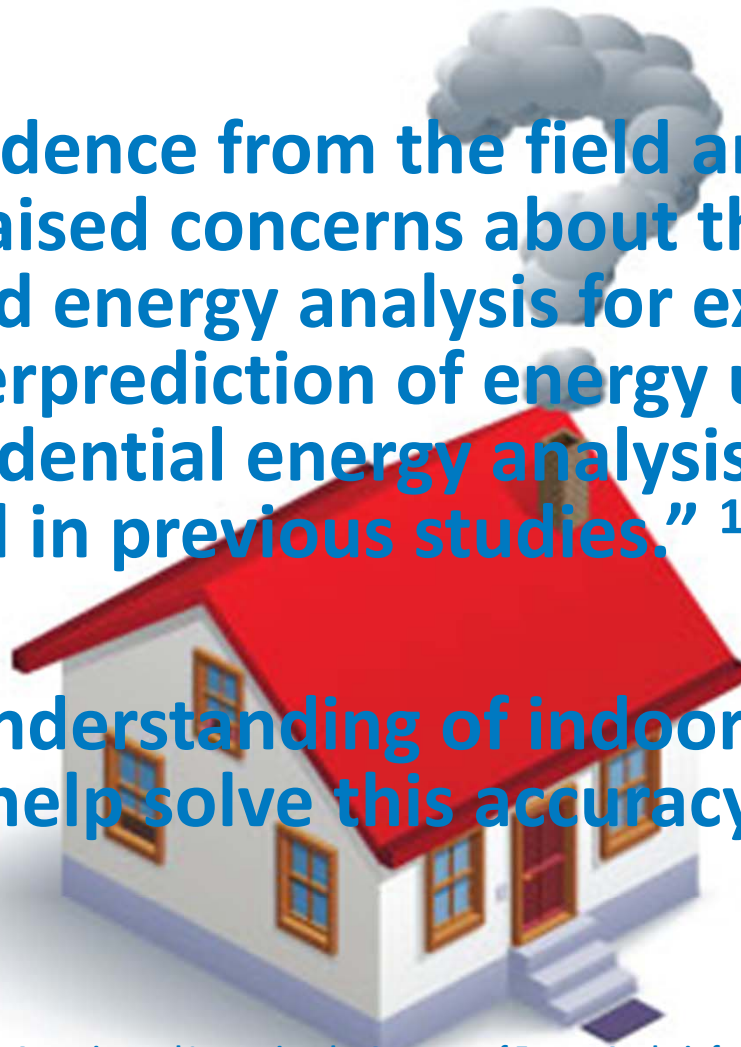 dence from the field
aised concerns about th
d energy analysis for ex
erprediction of energy u
dential energy analysis
l in previous studies.” 1
nderstanding of indoor
help solve this accuracy